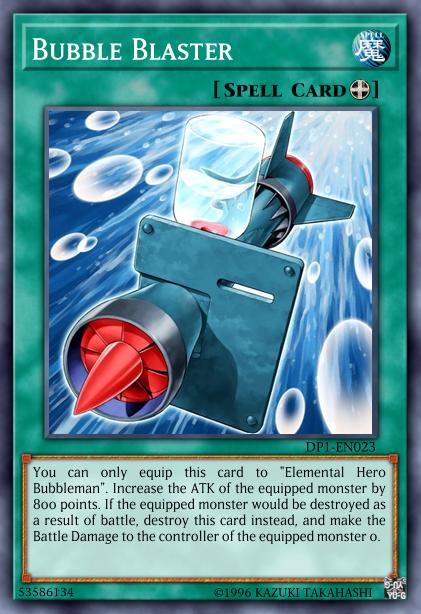 Bubble Blaster
SPELL
魔
[Spell Card]
DP1-EN023
You can only equip this card to "Elemental Hero
Bubbleman". Increase the ATK of the equipped monster by
800 points. If the equipped monster would be destroyed as
a result of battle, destroy this card instead, and make the
Battle Damage to the controller of the equipped monster 0.
53586134
©1996 KAZUKI TAKAHASHI